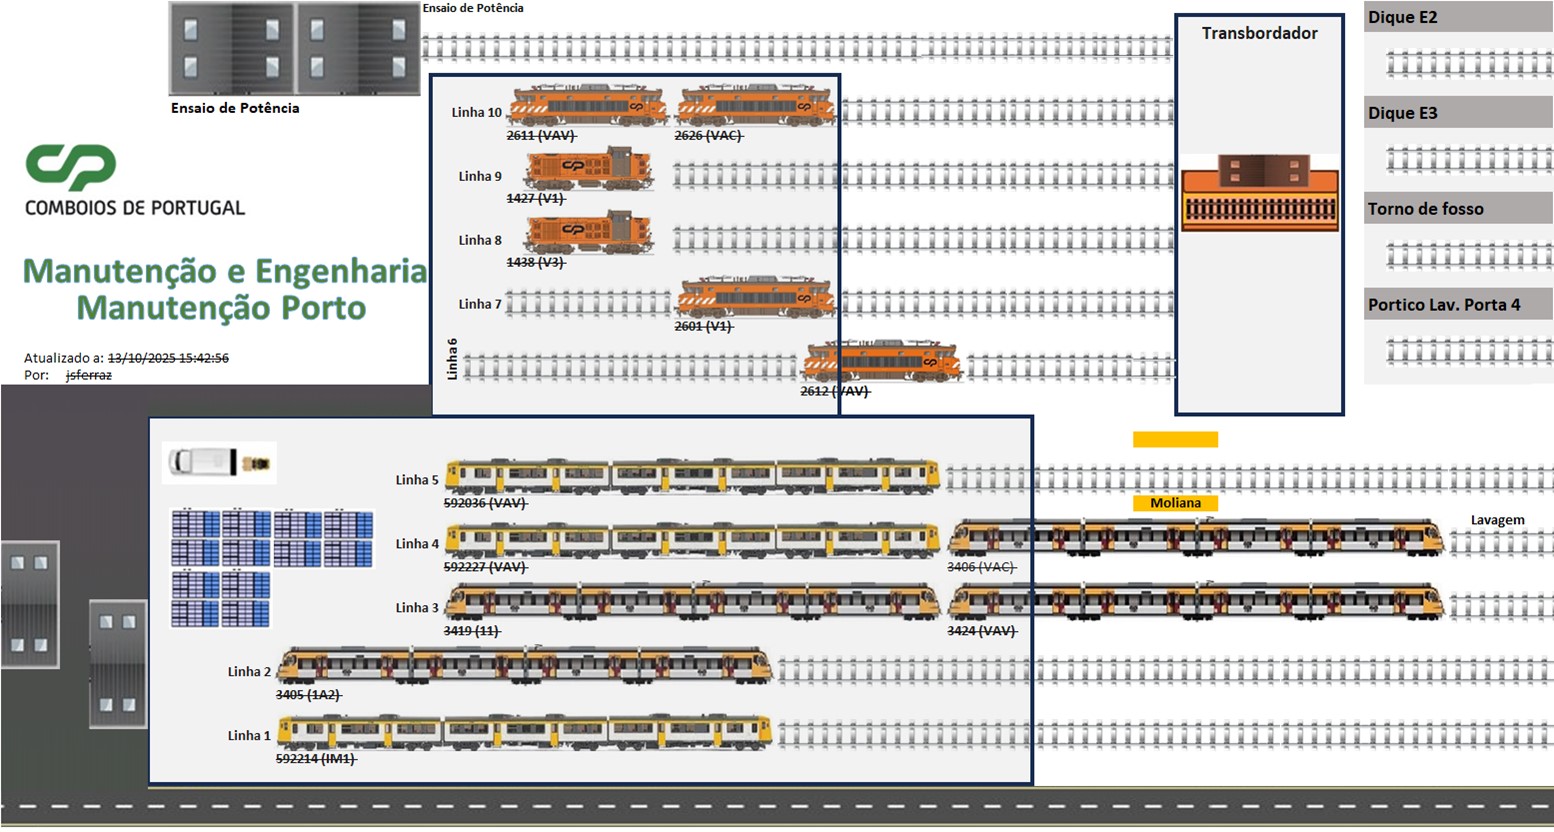 Ensaio de Potência
Ensaio de Potência
CP
COMBOIOS DE PORTUGAL
Manutenção e Engenharia
Manutenção Porto
Atualizado a: 13/10/2025 15:42:56
Por: jsferraz
Linha 10
2611 (VAV)
2626 (VAC)
Linha 9
1427 (V1)
Linha 8
1438 (V3)
Linha 7
2601 (V1)
Linha 6
2612 (VAV)
Transbordador
Dique E2
Dique E3
Torno de fosso
Portico Lav. Porta 4
Linha 5
592036 (VAV)
Moliana
Lavagem
Linha 4
592227 (VAV)
3406 (VAC)
Linha 3
3419 (11)
3424 (VAV)
Linha 2
3405 (1A2)
Linha 1
592214 (IM1)